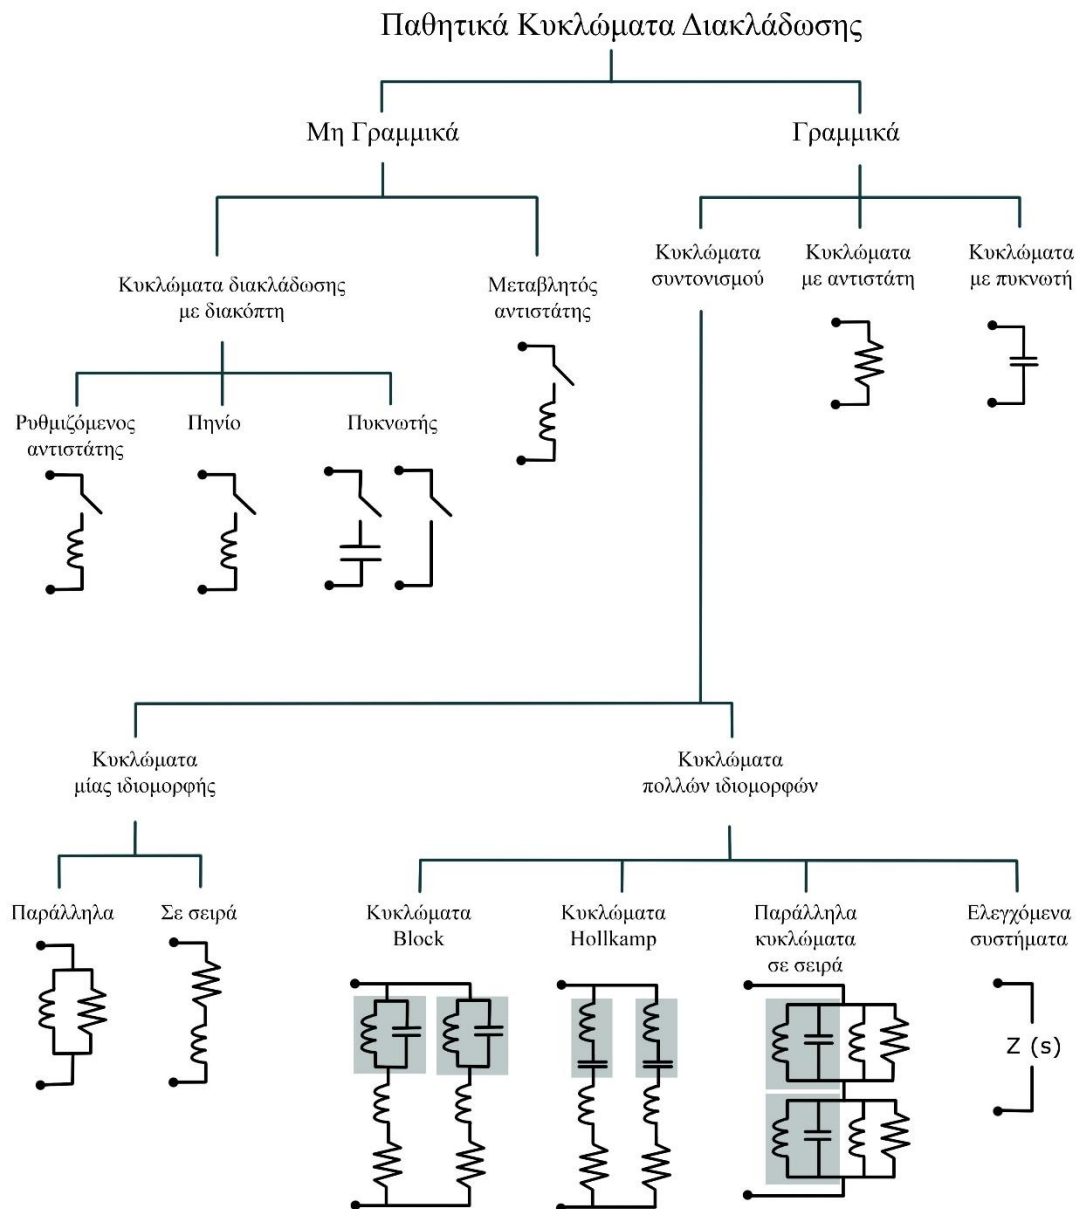 Παθητικά Κυκλώματα Διακλάδωσης
Μη Γραμμικά
Γραμμικά
Κυκλώματα διακλάδωσης
με διακόπτη
Μεταβλητός
αντιστάτης
Κυκλώματα
συντονισμού
Κυκλώματα
με αντιστάτη
Κυκλώματα
με πυκνωτή
Ρυθμιζόμενος
αντιστάτης
Πηνίο
Πυκνωτής
Κυκλώματα
μίας ιδιομορφής
Κυκλώματα
πολλών ιδιομορφών
Παράλληλα
Σε σειρά
Κυκλώματα
Block
Κυκλώματα
Hollkamp
Παράλληλα
κυκλώματα
σε σειρά
Ελεγχόμενα
συστήματα
Z (s)